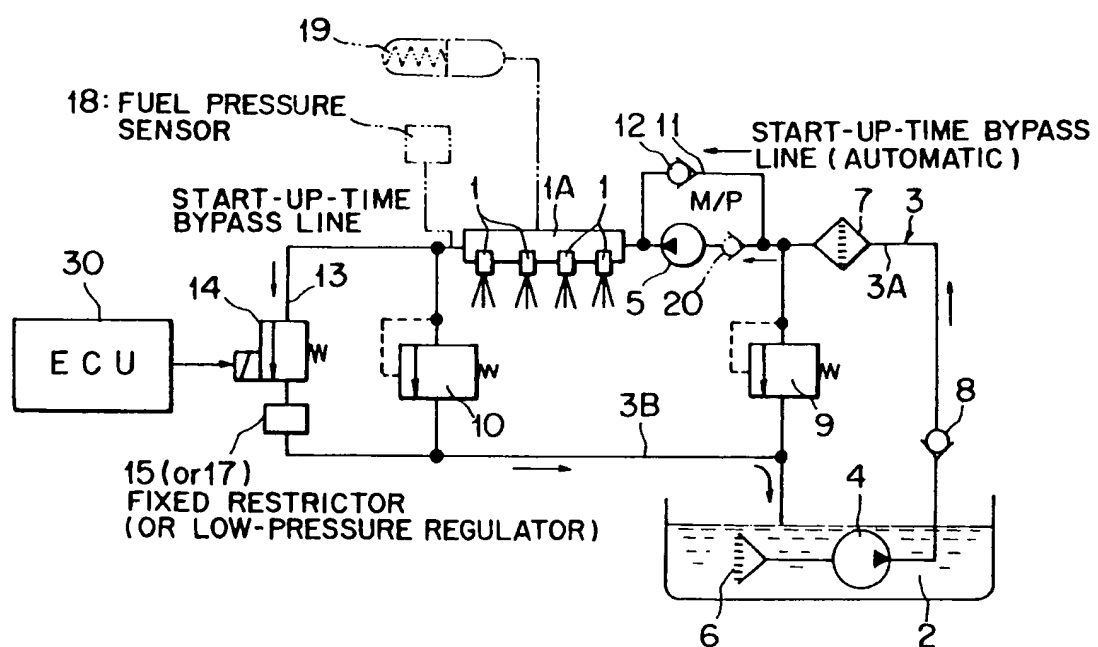 19
18: FUEL PRESSURE
SENSOR
12 11
START-UP-TIME BYPASS
LINE (AUTOMATIC)
START-UP-TIME
BYPASS LINE
1 1A 1
M/P
7
3
5
20
3A
30
14
13
ECU
10
9
3B
8
15 (or 17)
FIXED RESTRICTOR
(OR LOW-PRESSURE REGULATOR)
4
6
2